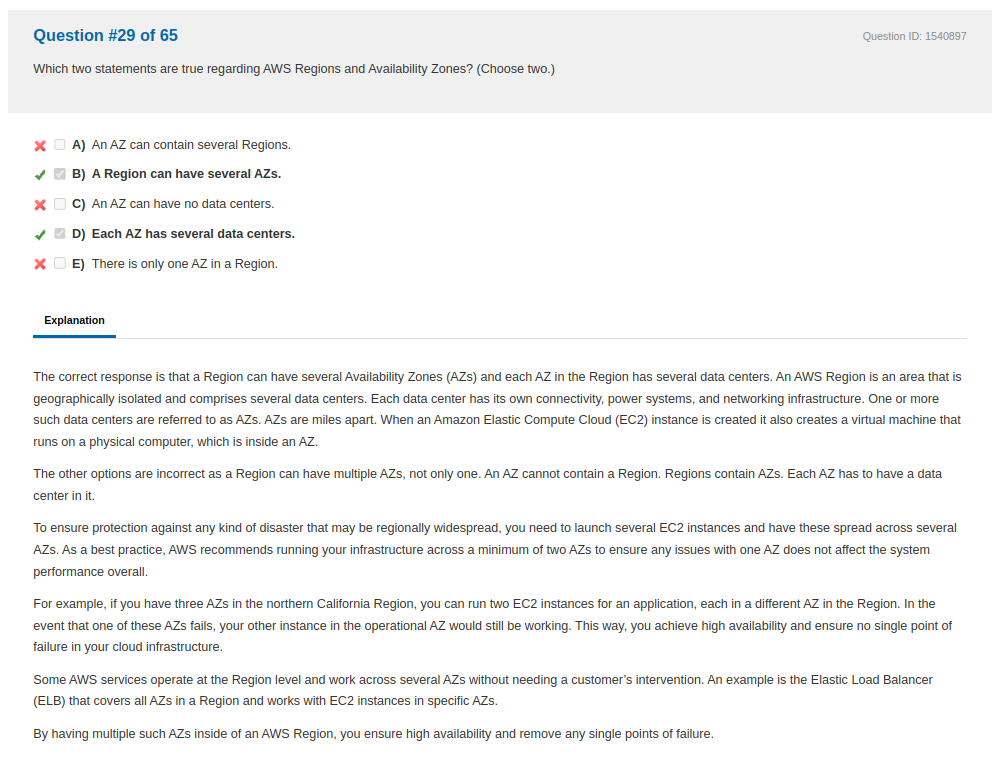 Question #29 of 65
Question ID: 1540897
Which two statements are true regarding AWS Regions and Availability Zones? (Choose two.)
A) An AZ can contain several Regions.
B) A Region can have several AZs.
C) An AZ can have no data centers.
D) Each AZ has several data centers.
E) There is only one AZ in a Region.
Explanation
The correct response is that a Region can have several Availability Zones (AZs) and each AZ in the Region has several data centers. An AWS Region is an area that is
geographically isolated and comprises several data centers. Each data center has its own connectivity, power systems, and networking infrastructure. One or more
such data centers are referred to as AZs. AZs are miles apart. When an Amazon Elastic Compute Cloud (EC2) instance is created it also creates a virtual machine that
runs on a physical computer, which is inside an AZ.
The other options are incorrect as a Region can have multiple AZs, not only one. An AZ cannot contain a Region. Regions contain AZs. Each AZ has to have a data
center in it.
To ensure protection against any kind of disaster that may be regionally widespread, you need to launch several EC2 instances and have these spread across several
AZs. As a best practice, AWS recommends running your infrastructure across a minimum of two AZs to ensure any issues with one AZ does not affect the system
performance overall.
For example, if you have three AZs in the northern California Region, you can run two EC2 instances for an application, each in a different AZ in the Region. In the
event that one of these AZs fails, your other instance in the operational AZ would still be working. This way, you achieve high availability and ensure no single point of
failure in your cloud infrastructure.
Some AWS services operate at the Region level and work across several AZs without needing a customer’s intervention. An example is the Elastic Load Balancer
(ELB) that covers all AZs in a Region and works with EC2 instances in specific AZs.
By having multiple such AZs inside of an AWS Region, you ensure high availability and remove any single points of failure.